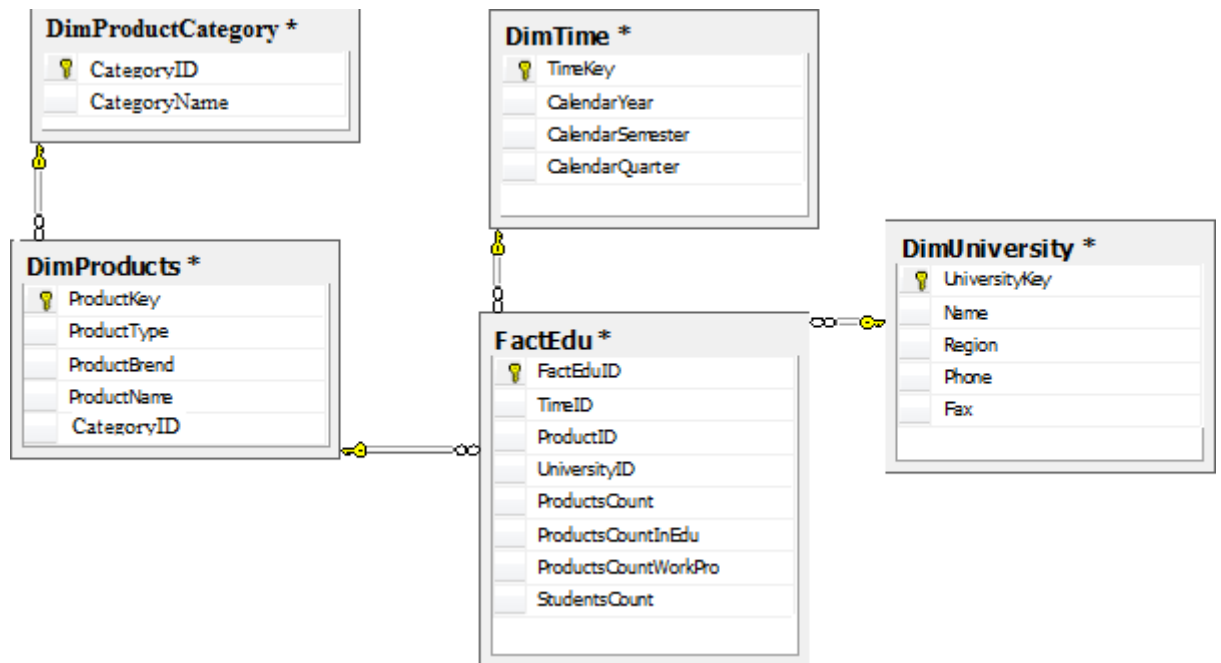 DimProductCategory *
CategoryID
CategoryName
DimTime *
TimeKey
CalendarYear
CalendarSemester
CalendarQuarter
DimProducts *
ProductKey
ProductType
ProductBrend
ProductName
CategoryID
FactEdu *
FactEduID
TimeID
ProductID
UniversityID
ProductsCount
ProductsCountInEdu
ProductsCountWorkPro
StudentsCount
DimUniversity *
UniversityKey
Name
Region
Phone
Fax